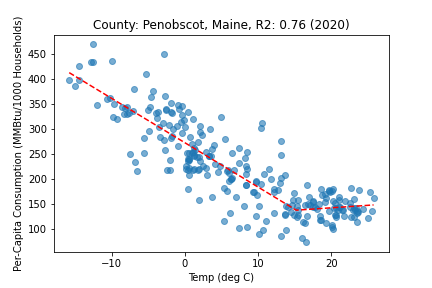 County: Penobscot, Maine, R2: 0.76 (2020)
Per-Capita Consumption (MMBtu/1000 Households)
450
400
350
300
250
200
150
100
−10 0 10 20
Temp (deg C)